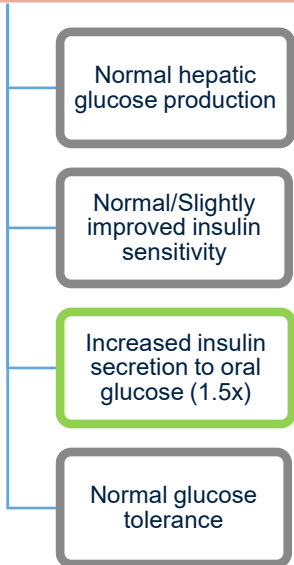 Normal hepatic
glucose production
Normal/Slightly
improved insulin
sensitivity
Increased insulin
secretion to oral
glucose (1.5x)
Normal glucose
tolerance